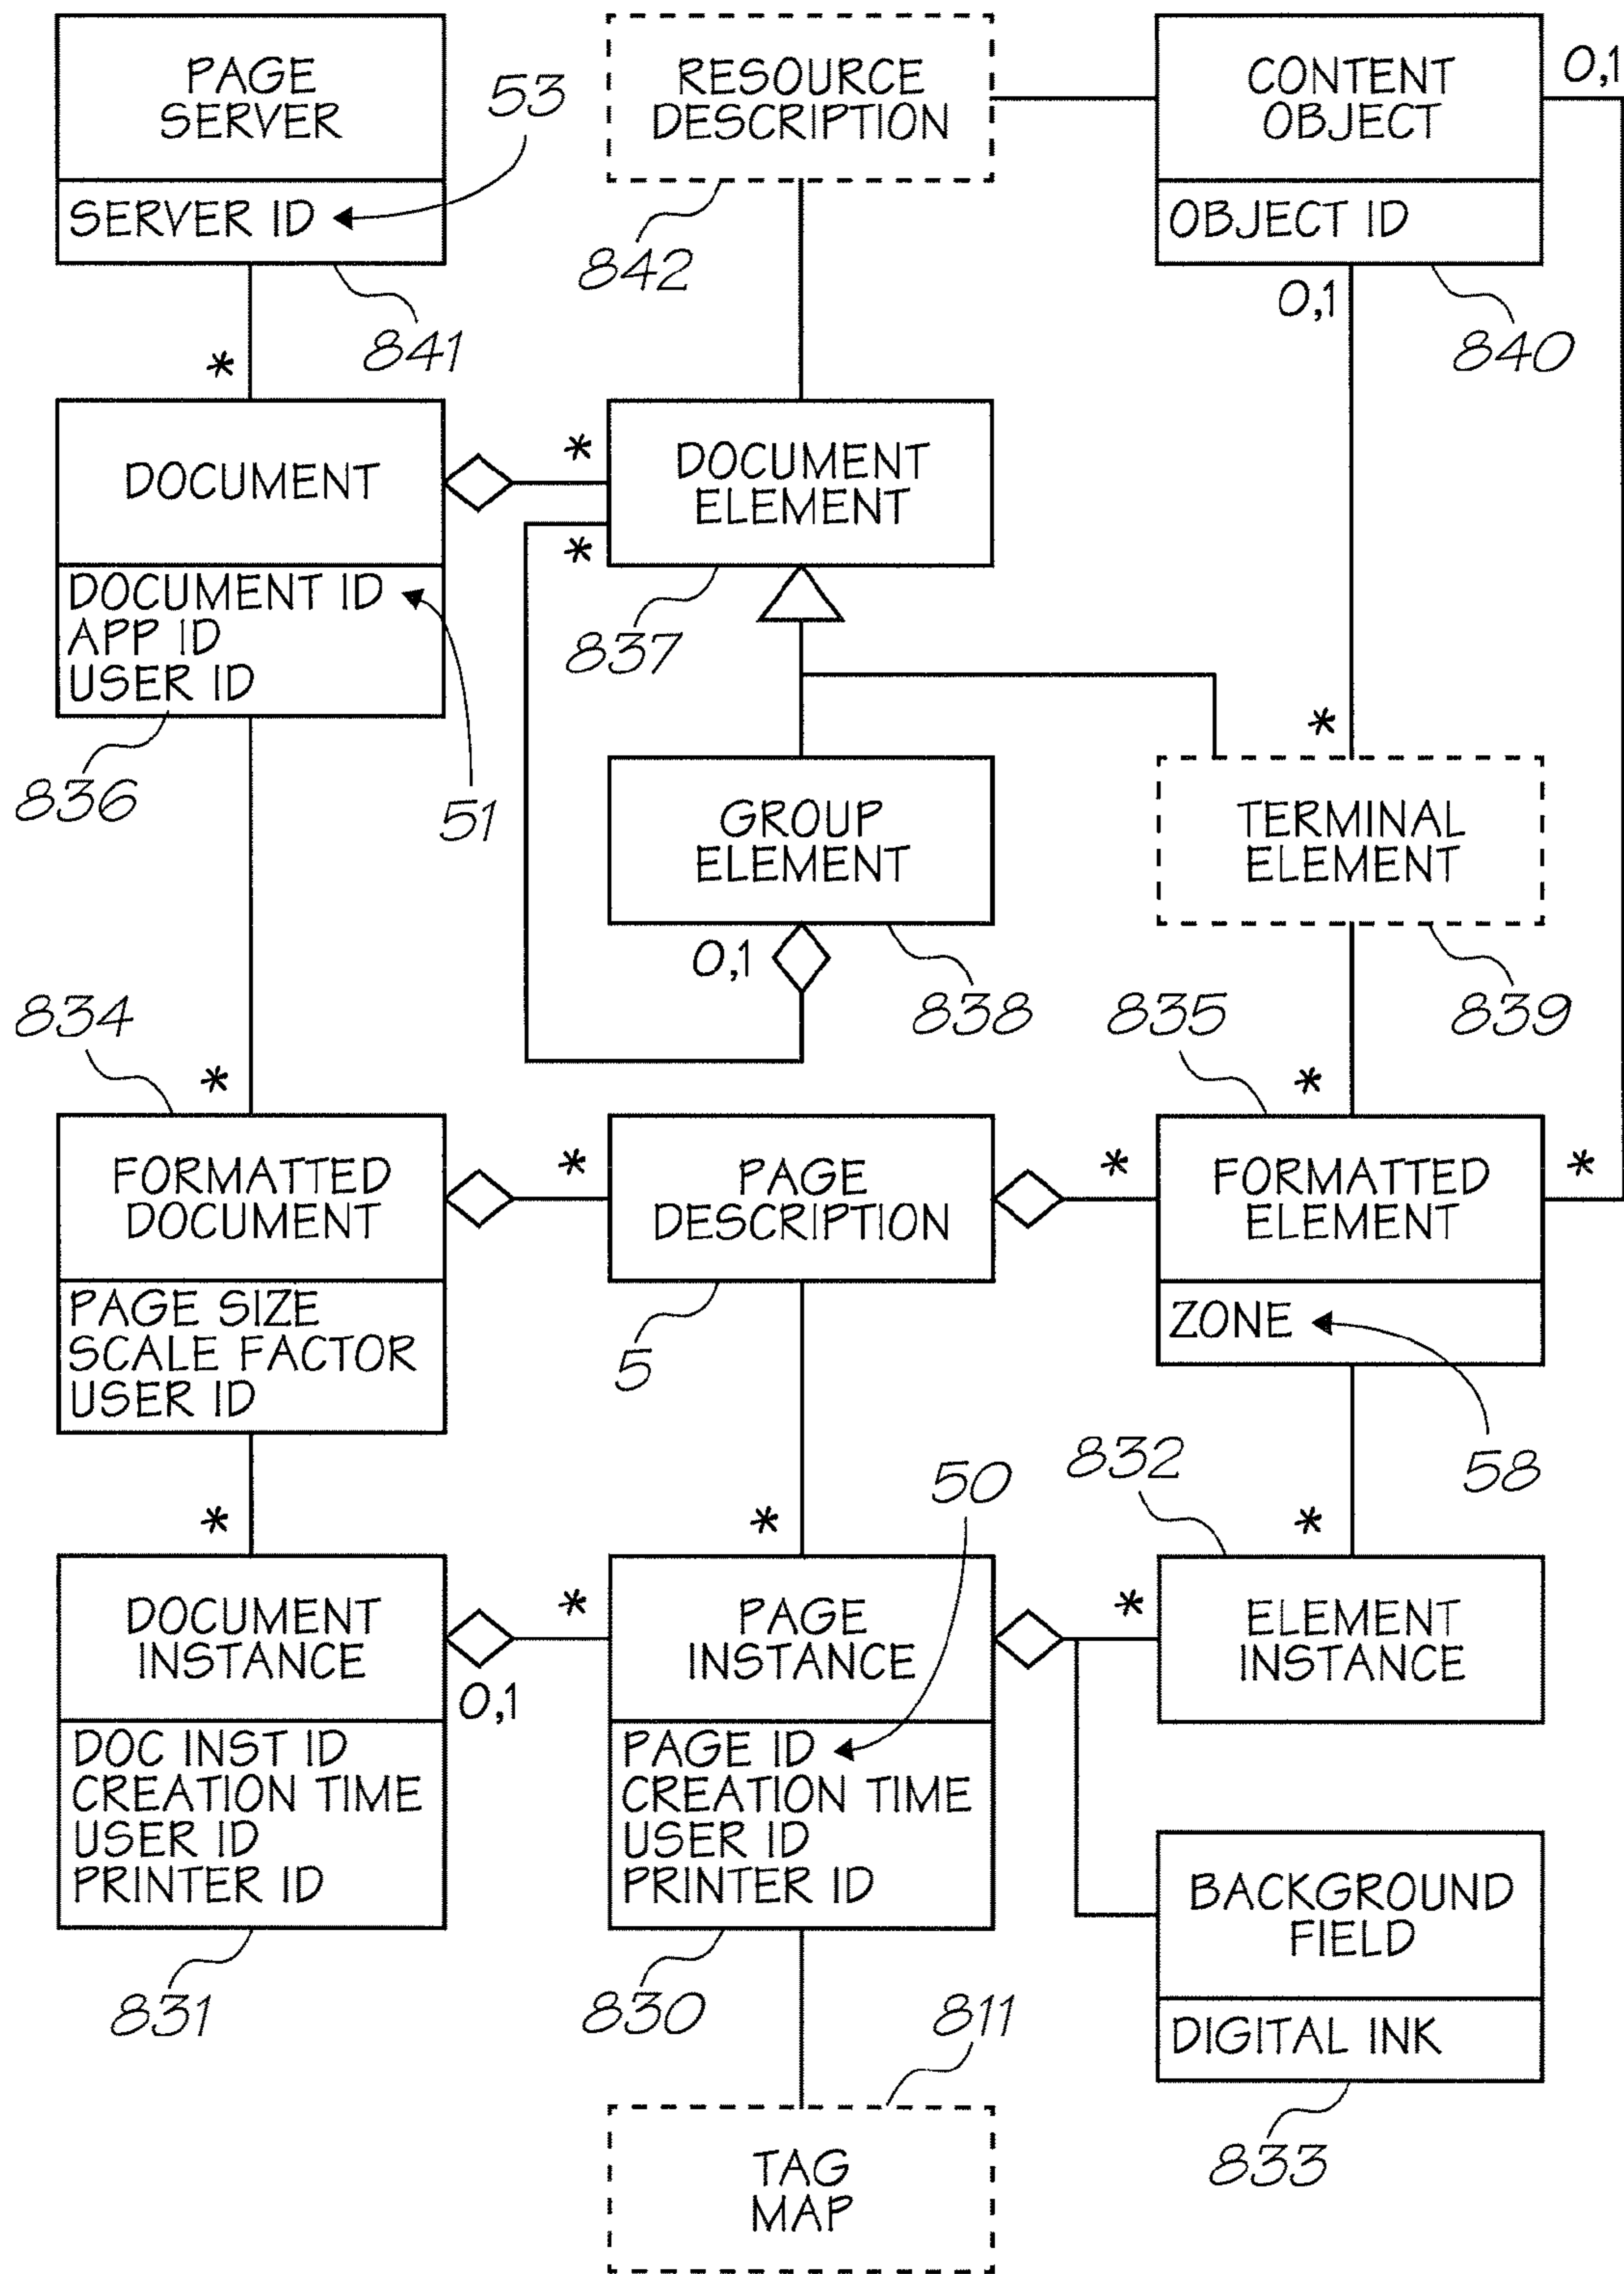 PAGE
SERVER
SERVER ID
53
841
RESOURCE
DESCRIPTION
842
CONTENT
OBJECT
OBJECT ID
0,1
0,1
840
*
DOCUMENT
DOCUMENT ID
APP ID
USER ID
836
51
*
*
DOCUMENT
ELEMENT
837
GROUP
ELEMENT
0,1
838
*
TERMINAL
ELEMENT
839
834
*
FORMATTED
DOCUMENT
PAGE SIZE
SCALE FACTOR
USER ID
*
PAGE
DESCRIPTION
5
*
835
*
FORMATTED
ELEMENT
*
ZONE
58
*
DOCUMENT
INSTANCE
0,1
DOC INST ID
CREATION TIME
USER ID
PRINTER ID
831
*
*
50
PAGE
INSTANCE
PAGE ID
CREATION TIME
USER ID
PRINTER ID
830
832
*
*
ELEMENT
INSTANCE
BACKGROUND
FIELD
DIGITAL INK
833
811
TAG
MAP